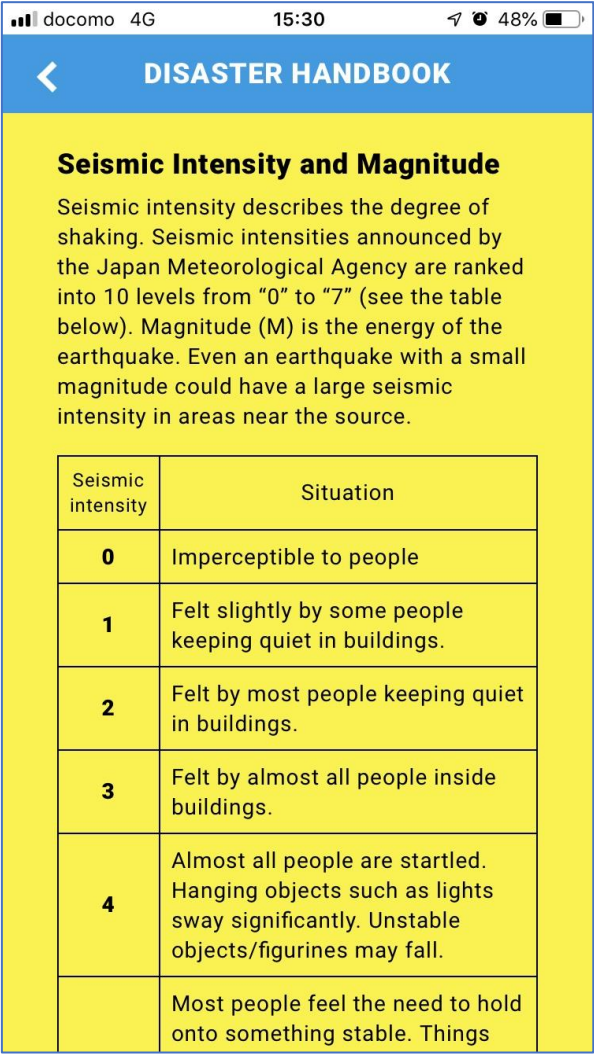 docomo 4G 15:30 48%
DISASTER HANDBOOK
Seismic Intensity and Magnitude
Seismic intensity describes the degree of
shaking. Seismic intensities announced by
the Japan Meteorological Agency are ranked
into 10 levels from “0” to “7” (see the table
below). Magnitude (M) is the energy of the
earthquake. Even an earthquake with a small
magnitude could have a large seismic
intensity in areas near the source.
Seismic
intensity
Situation
0
Imperceptible to people
1
Felt slightly by some people
keeping quiet in buildings.
2
Felt by most people keeping quiet
in buildings.
3
Felt by almost all people inside
buildings.
4
Almost all people are startled.
Hanging objects such as lights
sway significantly. Unstable
objects/figurines may fall.
Most people feel the need to hold
onto something stable. Things